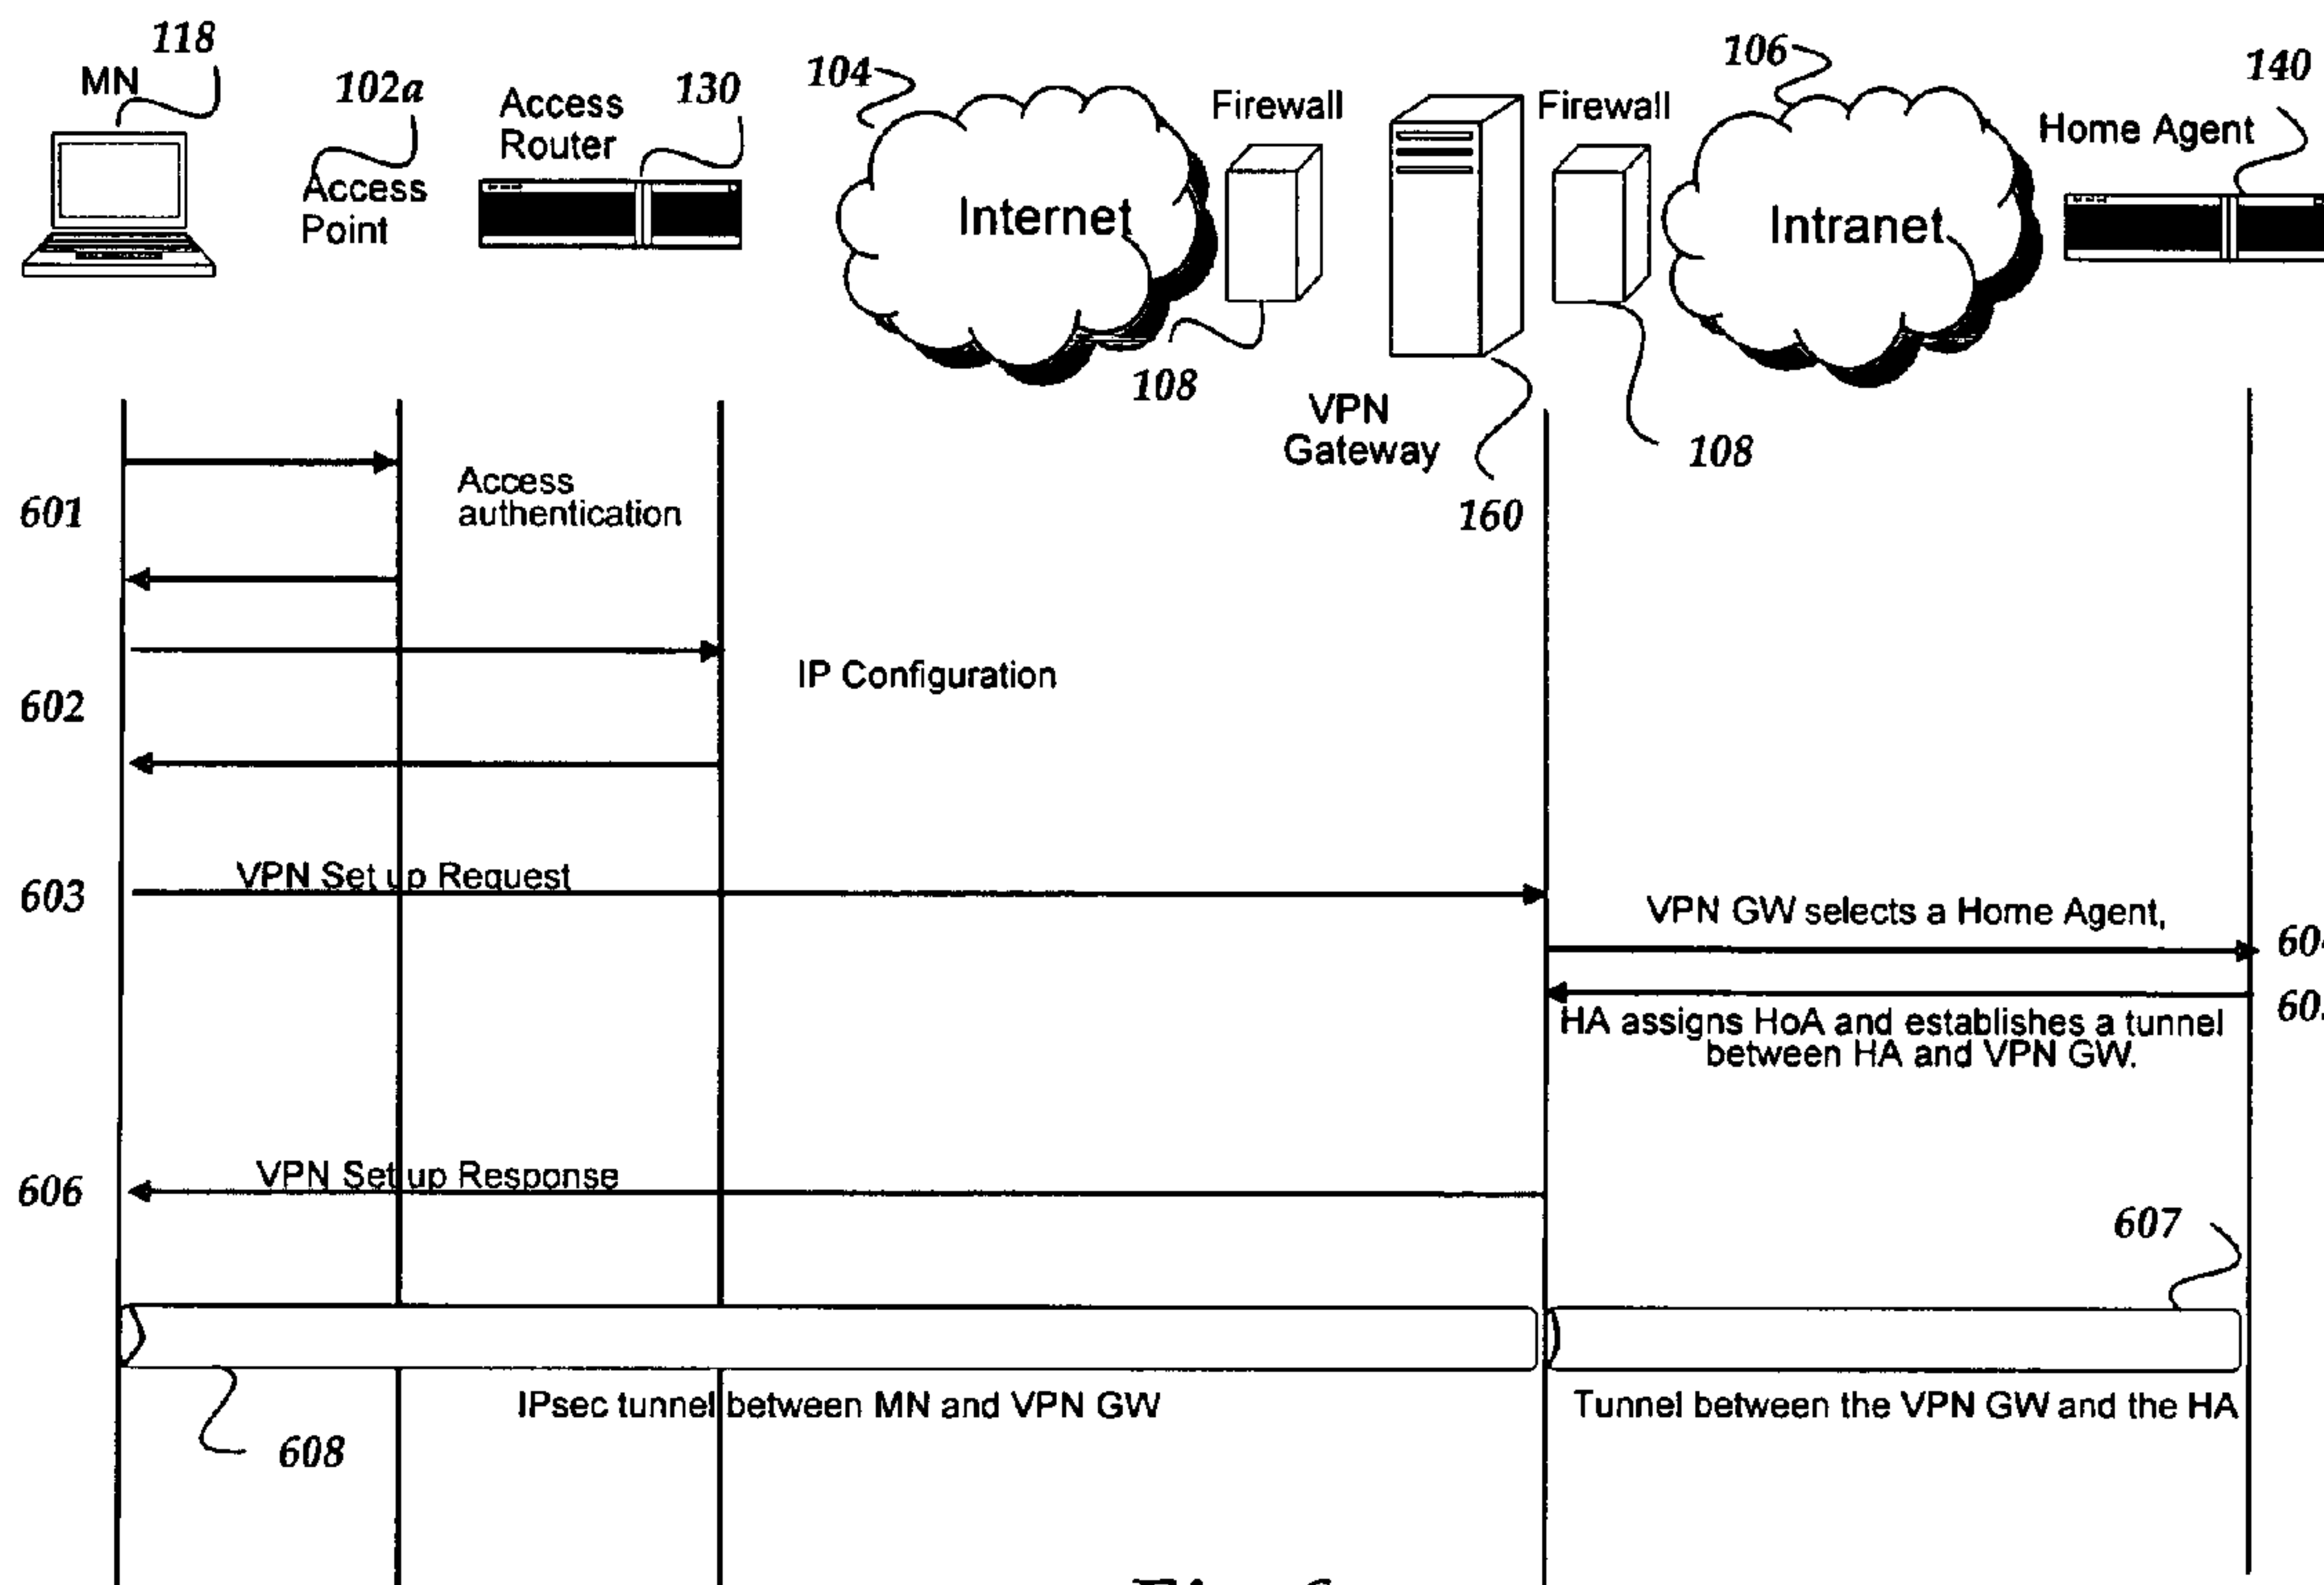 118
MN
102a
Access
Point
Access
Router
130
104
Internet
Firewall
108
VPN
Gateway
160
Firewall
108
106
Intranet
140
Home Agent
601
Access
authentication
602
IP Configuration
603
VPN Set up Request
VPN GW selects a Home Agent,
HA assigns HoA and establishes a tunnel
between HA and VPN GW.
606
VPN Set up Response
607
IPsec tunnel between MN and VPN GW
Tunnel between the VPN GW and the HA
608